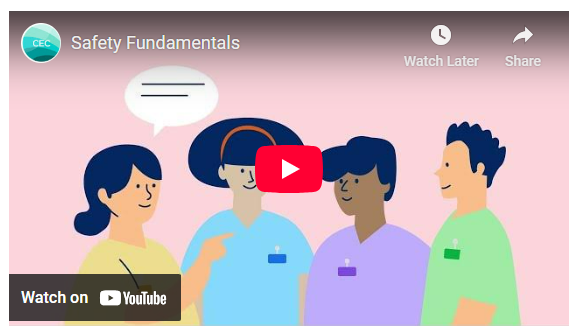 CEC
Safety Fundamentals
Watch Later
Share
Watch on YouTube